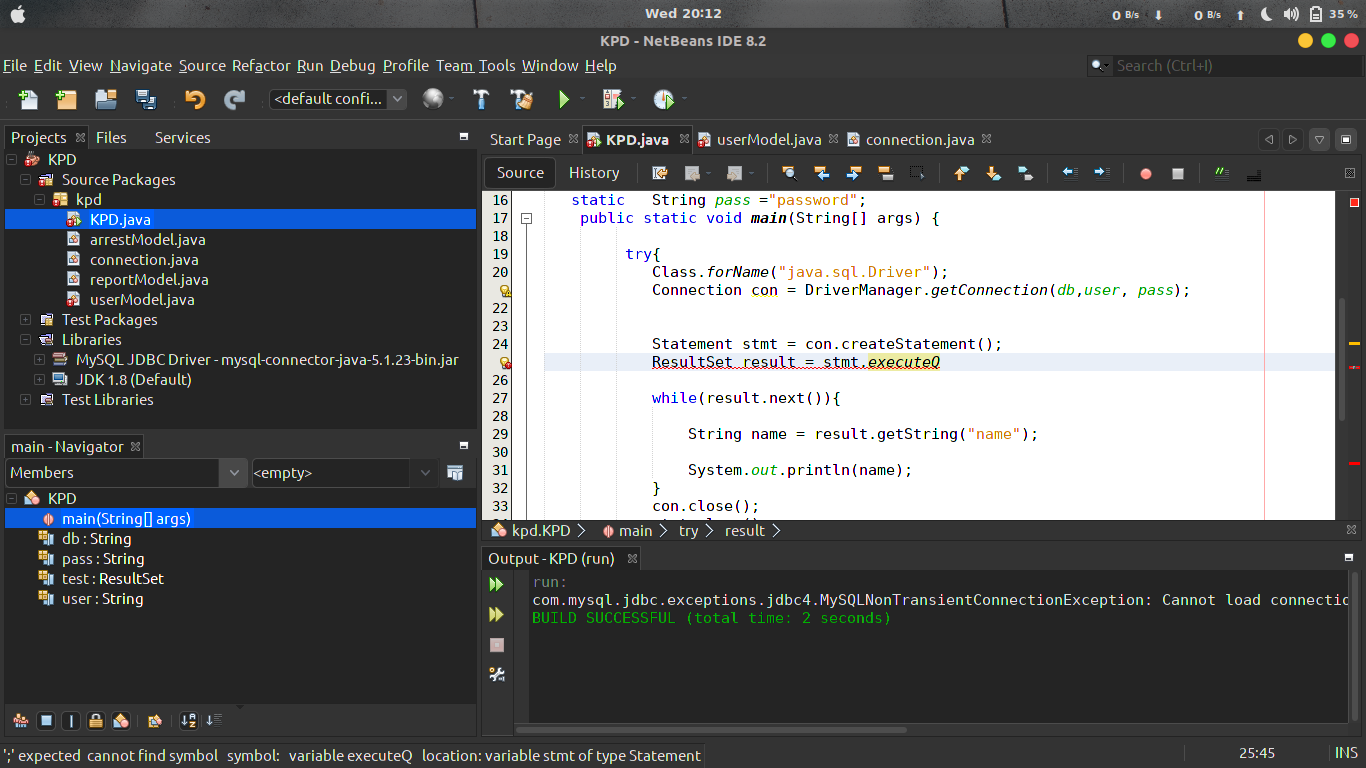 Wed 20:12
0 B/s 0 B/s 35 %
KPD - NetBeans IDE 8.2
File Edit View Navigate Source Refactor Run Debug Profile Team Tools Window Help
Search (Ctrl+I)
<default confi...
Projects Files Services
KPD
Source Packages
kpd
KPD.java
arrestModel.java
connection.java
reportModel.java
userModel.java
Test Packages
Libraries
MySQL JDBC Driver - mysql-connector-java-5.1.23-bin.jar
JDK 1.8 (Default)
Test Libraries
main - Navigator
Members <empty>
KPD
main(String[] args)
db : String
pass : String
test : ResultSet
user : String
Start Page KPD.java userModel.java connection.java
Source History
16 static String pass ="password";
17 public static void main(String[] args) {
18
19 try{
20 Class.forName("java.sql.Driver");
Connection con = DriverManager.getConnection(db,user, pass);
22
23
24 Statement stmt = con.createStatement();
ResultSet result = stmt.executeQ
26
27 while(result.next()){
28
29 String name = result.getString("name");
30
31 System.out.println(name);
32 }
33 con.close();
kpd.KPD main try result
Output - KPD (run)
run:
com.mysql.jdbc.exceptions.jdbc4.MySQLNonTransientConnectionException: Cannot load connectio
BUILD SUCCESSFUL (total time: 2 seconds)
';' expected cannot find symbol symbol: variable executeQ location: variable stmt of type Statement
25:45 INS